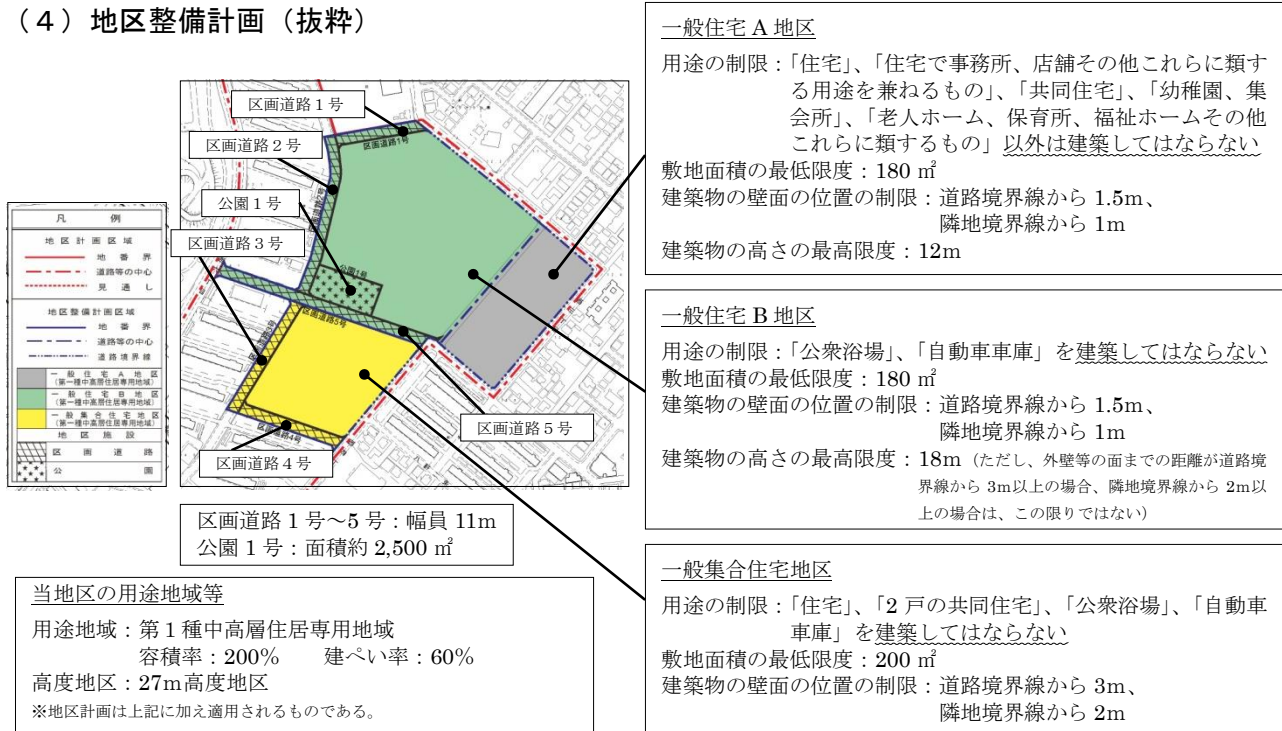 （４）地区整備計画（抜粋）
区画道路１号
区画道路２号
公園１号
区画道路３号
区画道路５号
区画道路４号
区画道路1号
公園1号
区画道路5号
区画道路4号
凡　例
地区計画区域
地番界
道路等の中心
見通し
地区整備計画区域
地番界
道路等の中心
道路境界線
一般住宅Ａ地区
（第一種中高層住居専用地域）
一般住宅Ｂ地区
（第一種中高層住居専用地域）
一般集合住宅地区
（第一種中高層住居専用地域）
地区施設
区画道路
公園
区画道路 1 号～5 号：幅員 11m
公園 1 号：面積約 2,500 ㎡
当地区の用途地域等
用途地域：第１種中高層住居専用地域
容積率：200%　建ぺい率：60%
高度地区：27m高度地区
※地区計画は上記に加え適用されるものである。
一般住宅 A 地区
用途の制限：「住宅」、「住宅で事務所、店舗その他これらに類す
る用途を兼ねるもの」、「共同住宅」、「幼稚園、集
会所」、「老人ホーム、保育所、福祉ホームその他
これらに類するもの」以外は建築してはならない
敷地面積の最低限度：180 ㎡
建築物の壁面の位置の制限：道路境界線から 1.5m、
隣地境界線から 1m
建築物の高さの最高限度：12m
一般住宅 B 地区
用途の制限：「公衆浴場」、「自動車車庫」を建築してはならない
敷地面積の最低限度：180 ㎡
建築物の壁面の位置の制限：道路境界線から 1.5m、
隣地境界線から 1m
建築物の高さの最高限度：18m（ただし、外壁等の面までの距離が道路境
界線から 3m以上の場合、隣地境界線から 2m以
上の場合は、この限りではない）
一般集合住宅地区
用途の制限：「住宅」、「2 戸の共同住宅」、「公衆浴場」、「自動車
車庫」を建築してはならない
敷地面積の最低限度：200 ㎡
建築物の壁面の位置の制限：道路境界線から 3m、
隣地境界線から 2m